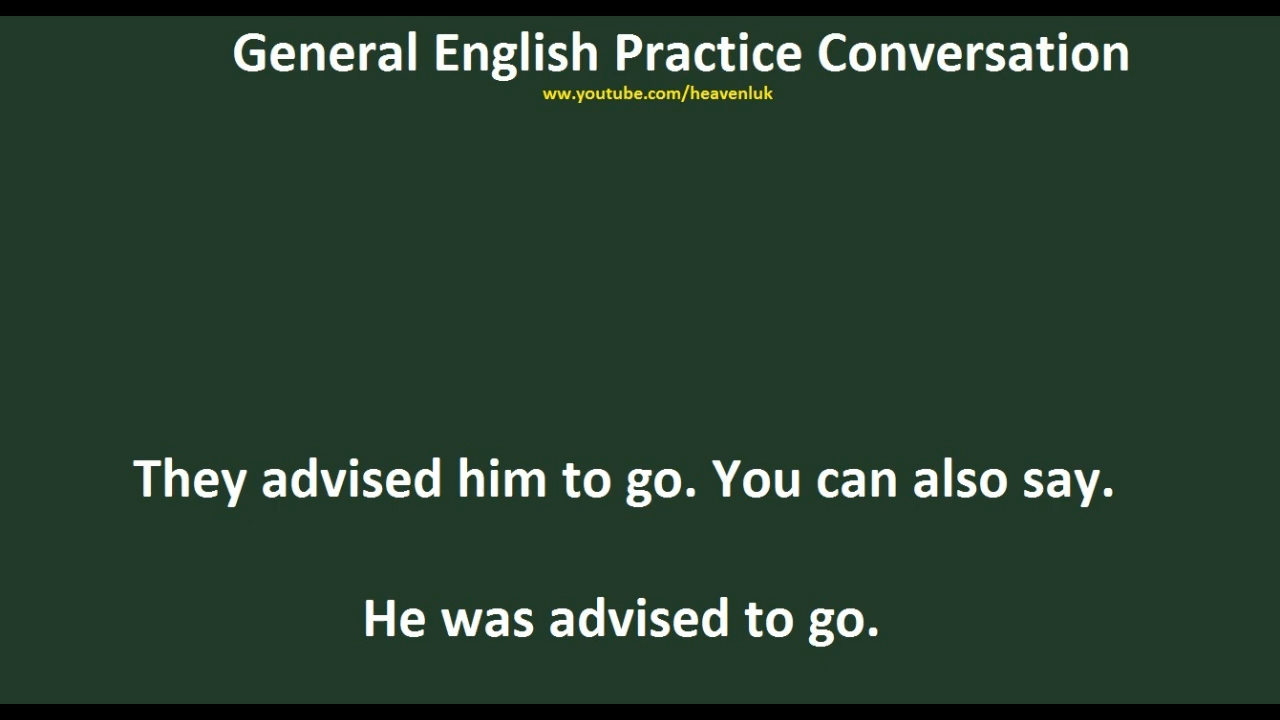 General English Practice Conversation
ww.youtube.com/heavenluk
They advised him to go. You can also say.
He was advised to go.